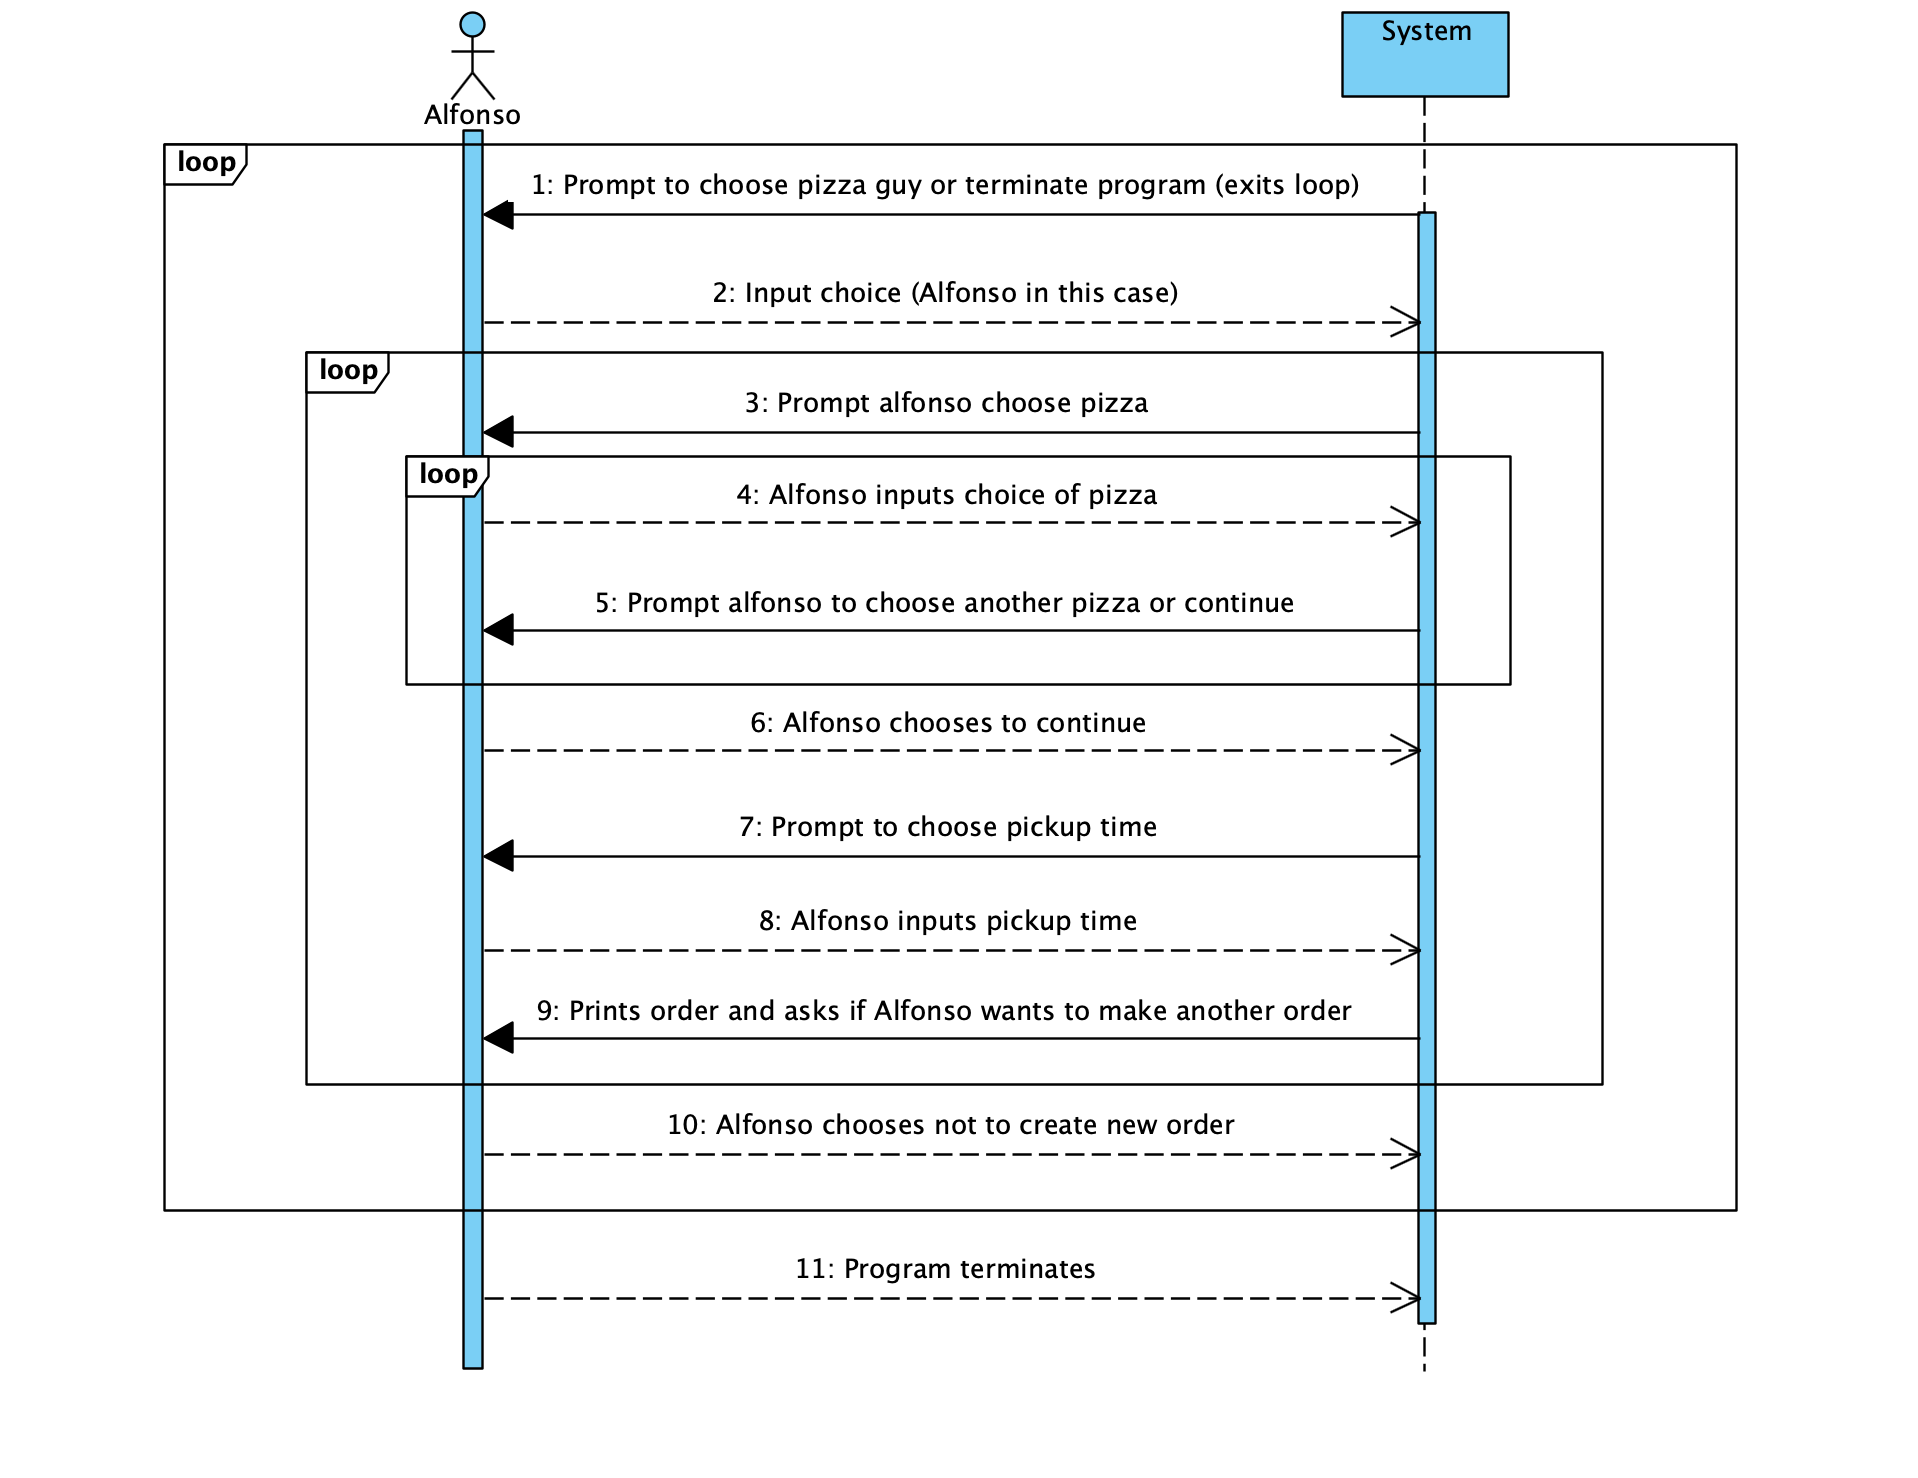 System
Alfonso
loop
1: Prompt to choose pizza guy or terminate program (exits loop)
2: Input choice (Alfonso in this case)
loop
3: Prompt alfonso choose pizza
loop
4: Alfonso inputs choice of pizza
5: Prompt alfonso to choose another pizza or continue
6: Alfonso chooses to continue
7: Prompt to choose pickup time
8: Alfonso inputs pickup time
9: Prints order and asks if Alfonso wants to make another order
10: Alfonso chooses not to create new order
11: Program terminates